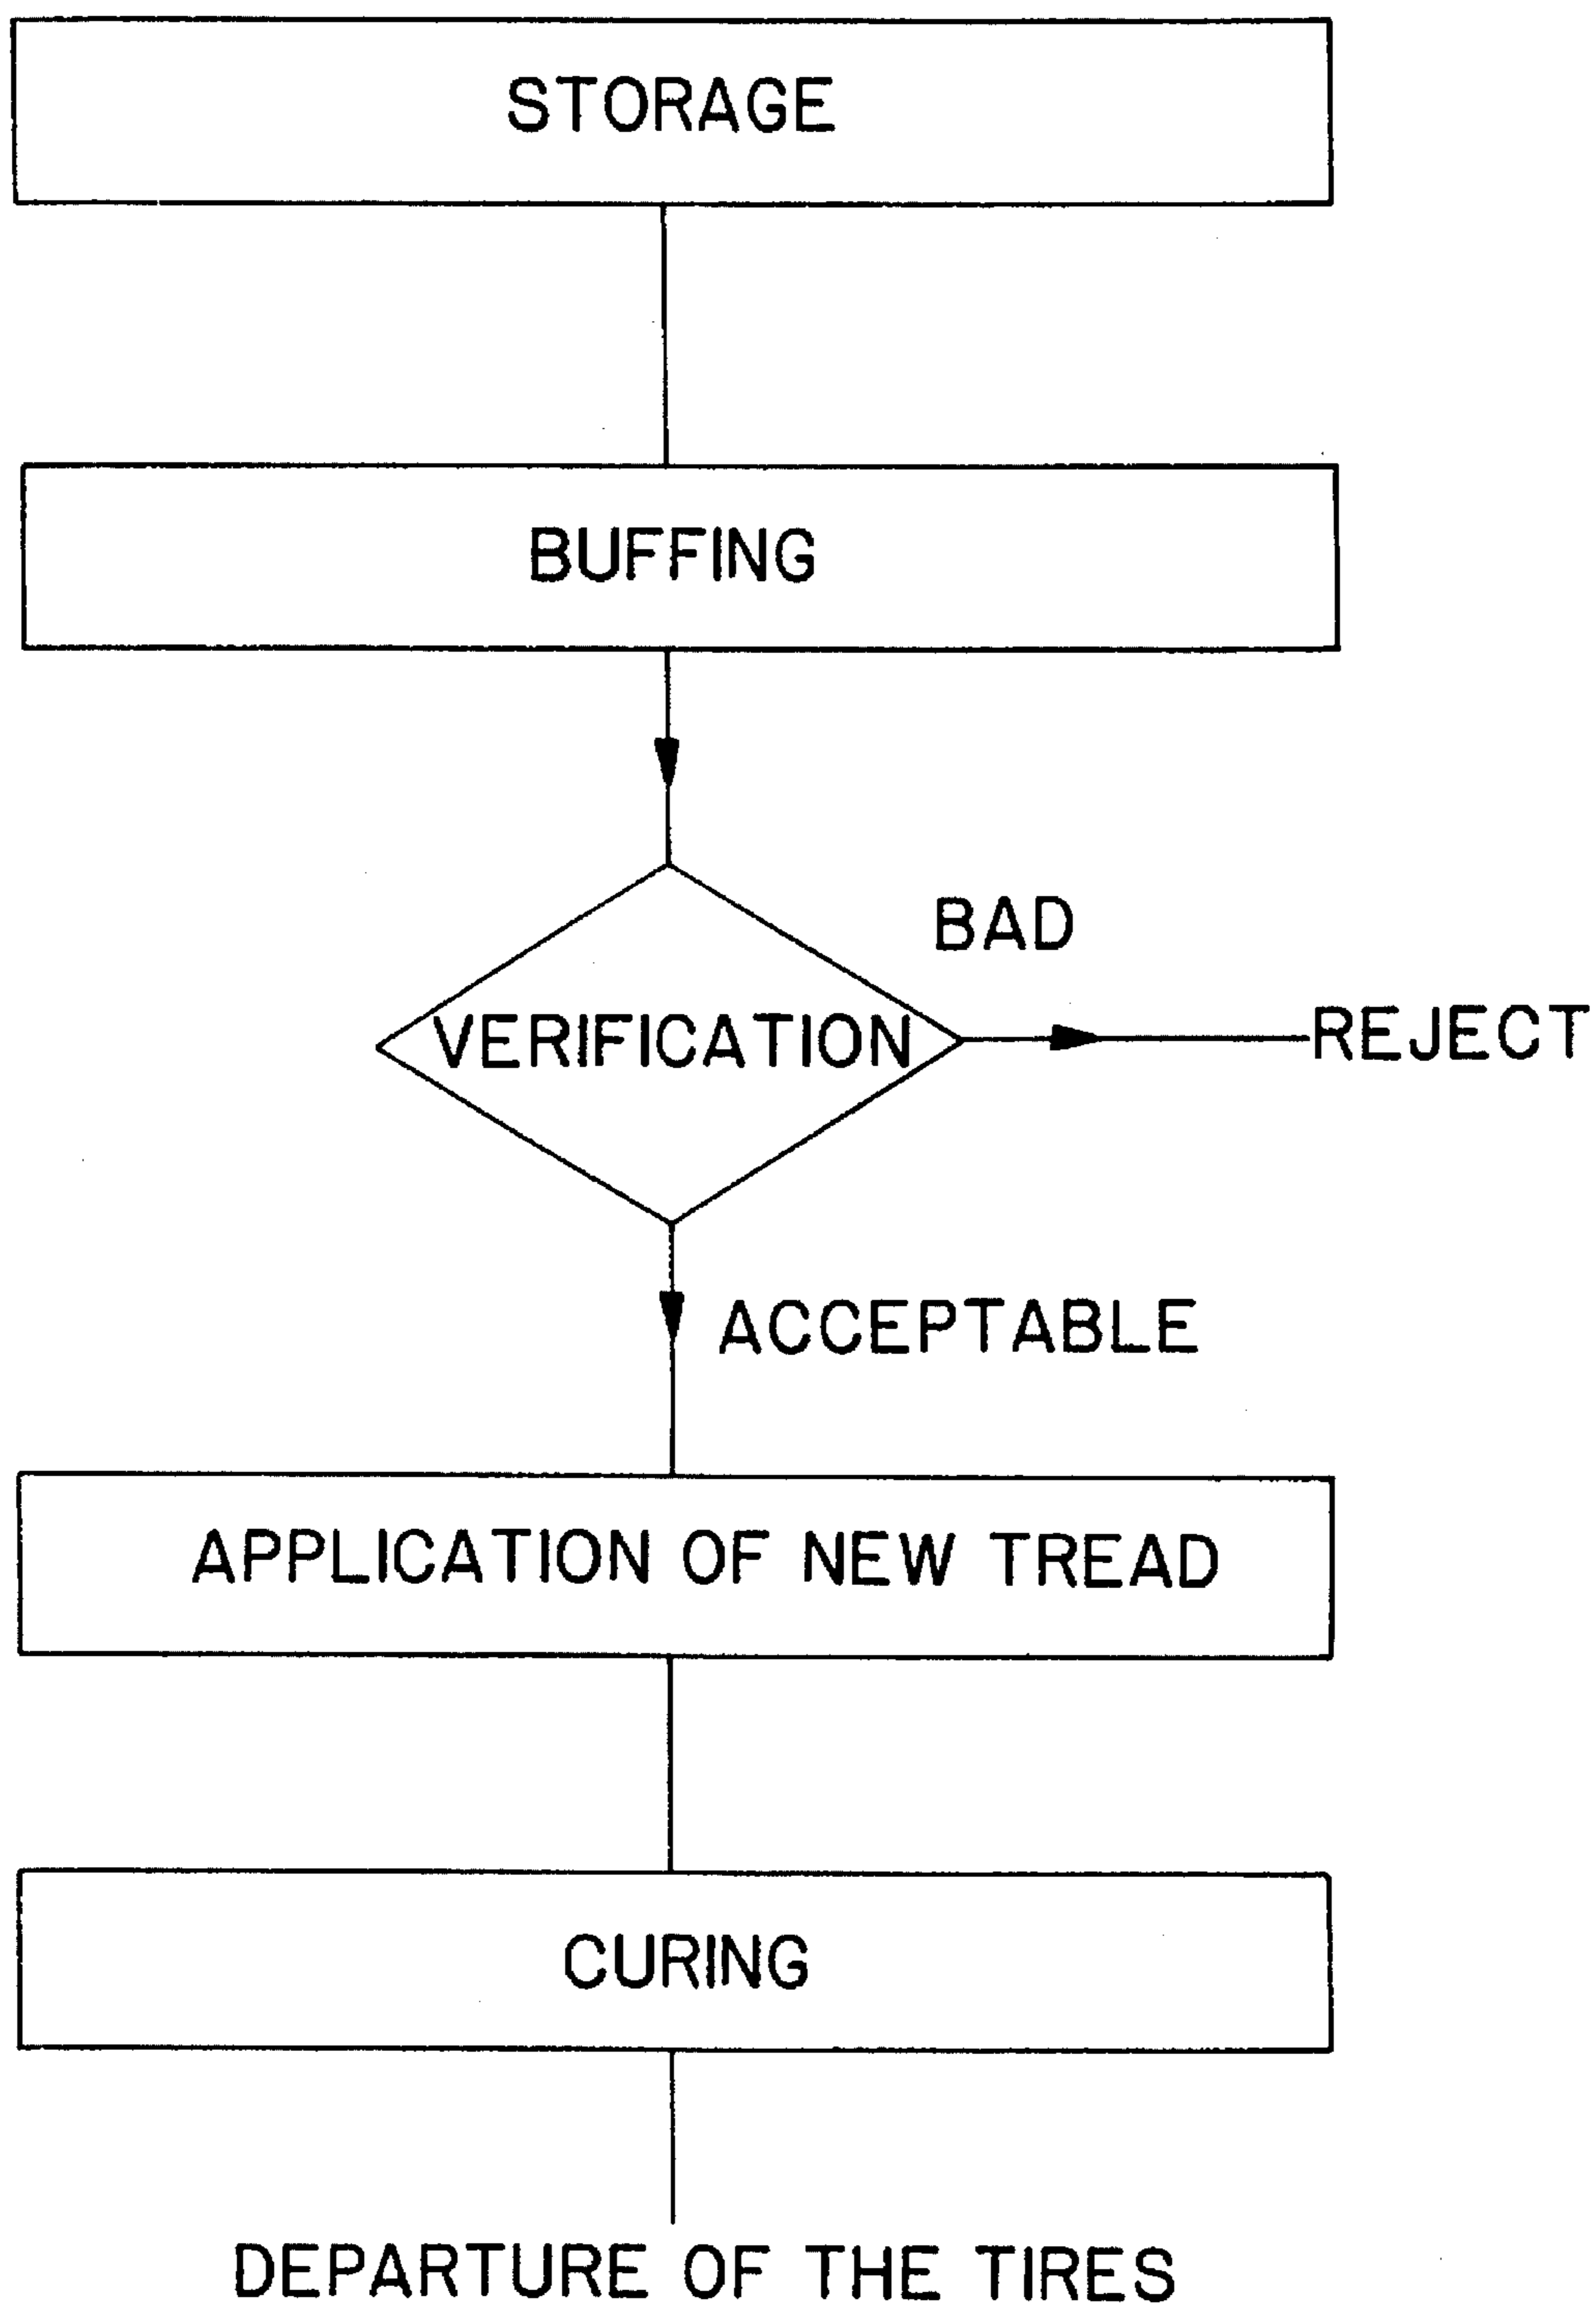 STORAGE
BUFFING
BAD
VERIFICATION
REJECT
ACCEPTABLE
APPLICATION OF NEW TREAD
CURING
DEPARTURE OF THE TIRES